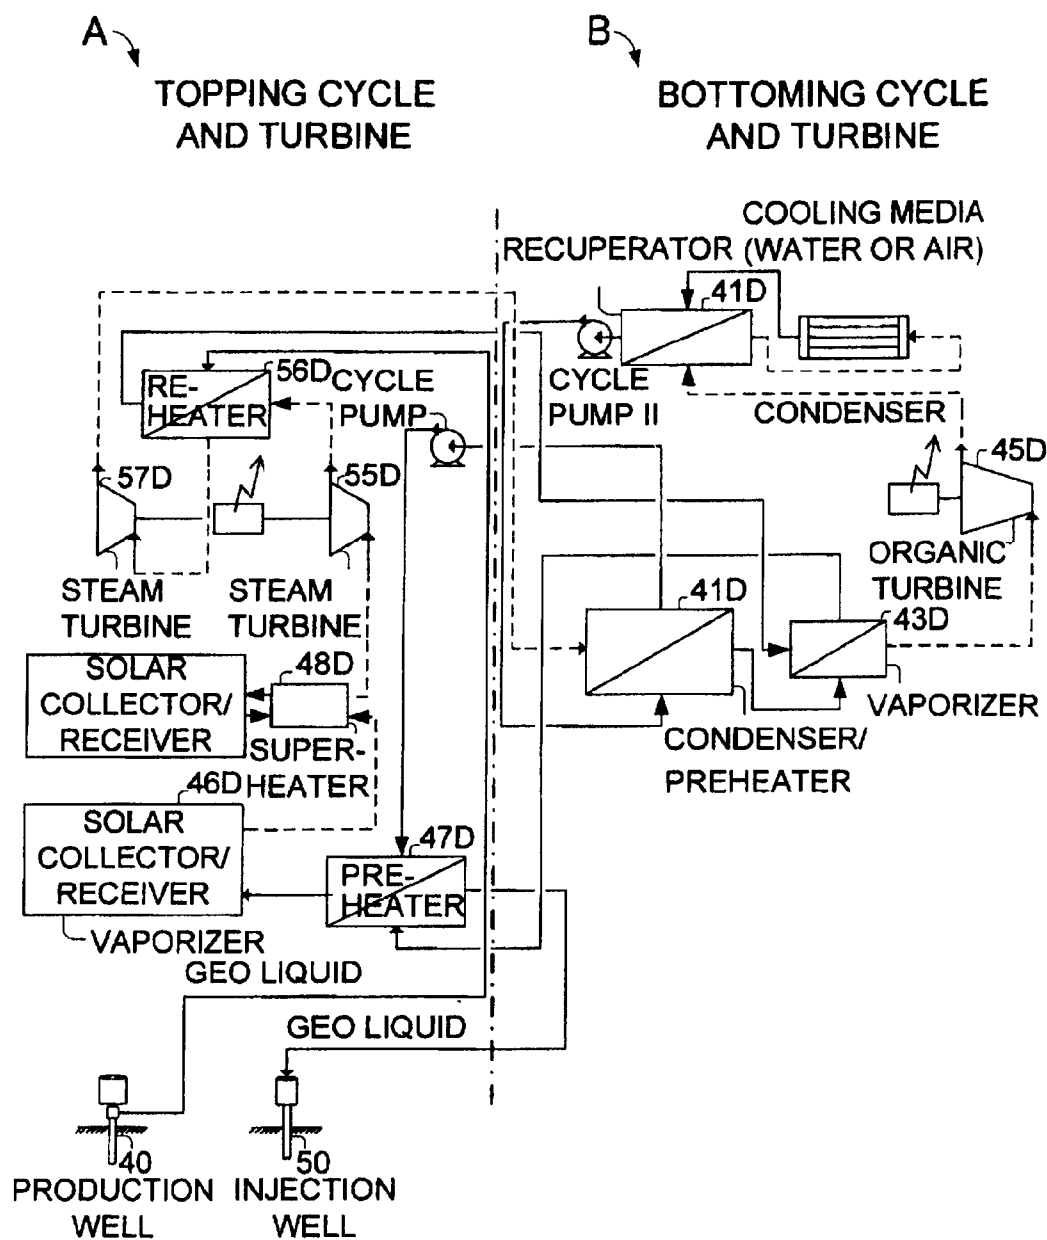 A
B
TOPPING CYCLE
AND TURBINE
BOTTOMING CYCLE
AND TURBINE
COOLING MEDIA
RECUPERATOR (WATER OR AIR)
41D
RE-
HEATER
56D
CYCLE
PUMP
CYCLE
PUMP II
CONDENSER
57D
55D
45D
STEAM
TURBINE
STEAM
TURBINE
ORGANIC
TURBINE
41D
43D
SOLAR
COLLECTOR/
RECEIVER
48D
SUPER-
HEATER
VAPORIZER
CONDENSER/
PREHEATER
46D
SOLAR
COLLECTOR/
RECEIVER
47D
PRE-
HEATER
VAPORIZER
GEO LIQUID
GEO LIQUID
40
50
PRODUCTION
WELL
INJECTION
WELL